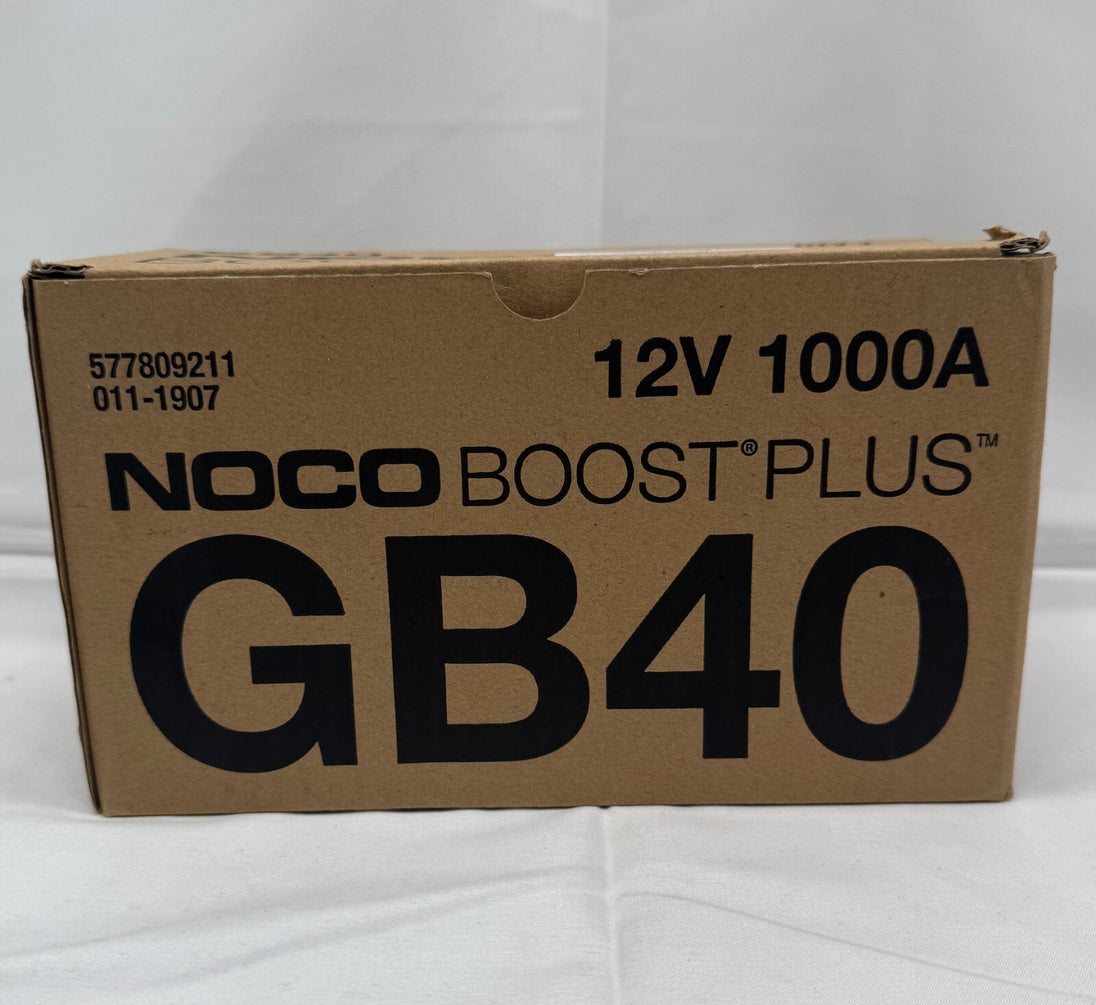 577809211
011-1907
12V 1000A
NOCO BOOST® PLUS™
GB40